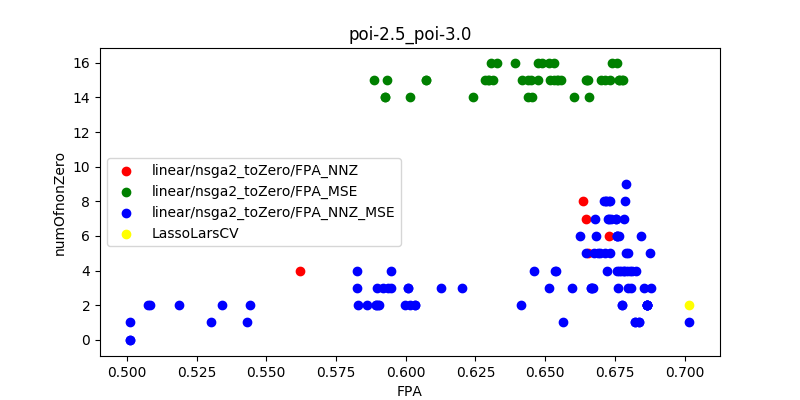 poi-2.5_poi-3.0
numOfnonZero
16
14
12
10
8
6
4
2
0
linear/nsga2_toZero/FPA_NNZ
linear/nsga2_toZero/FPA_MSE
linear/nsga2_toZero/FPA_NNZ_MSE
LassoLarsCV
0.500 0.525 0.550 0.575 0.600 0.625 0.650 0.675 0.700
FPA